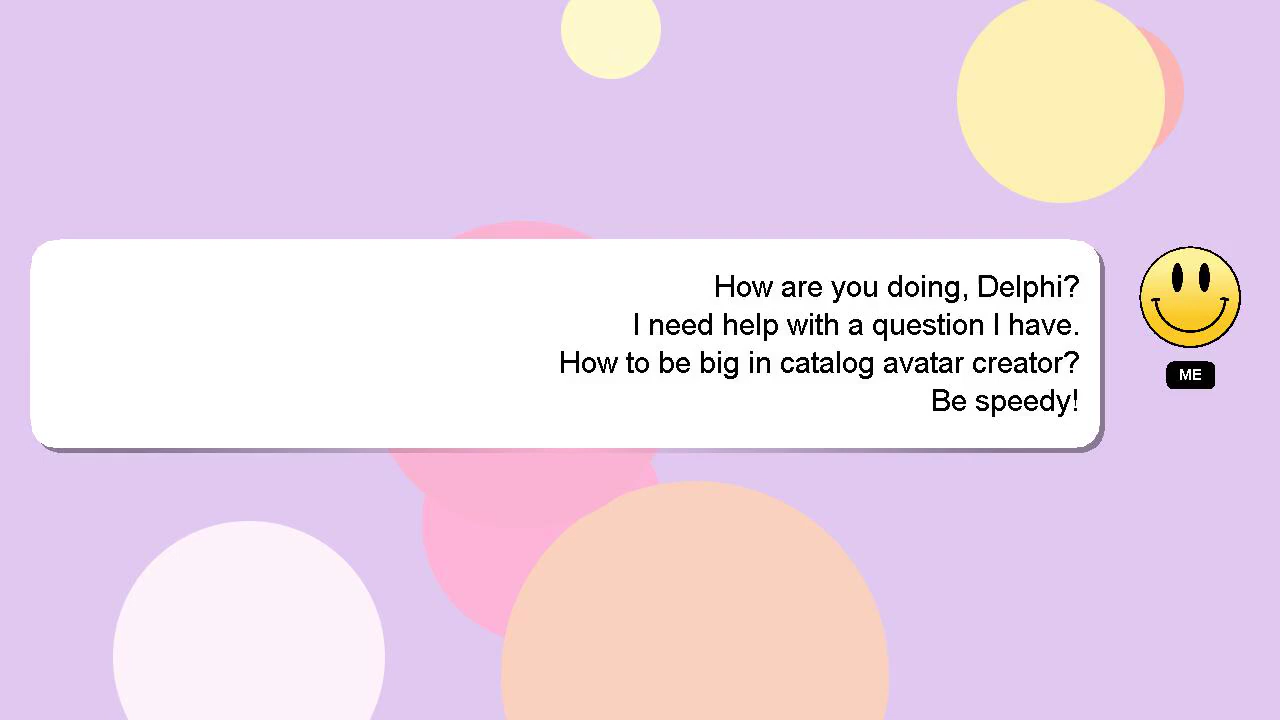 How are you doing, Delphi?
I need help with a question I have.
How to be big in catalog avatar creator?
Be speedy!
ME